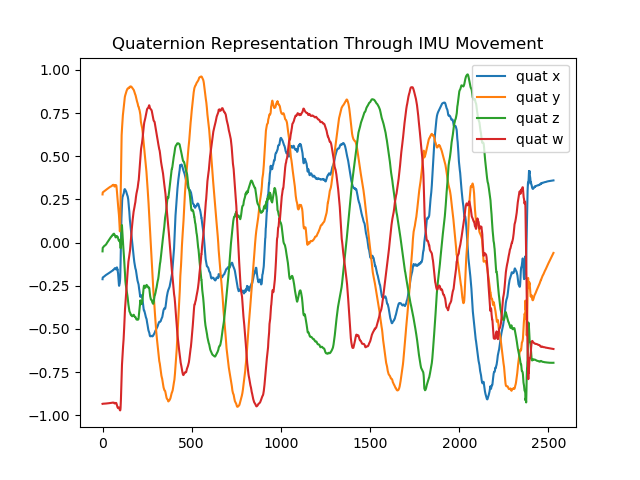 Quaternion Representation Through IMU Movement
1.00
0.75
0.50
0.25
0.00
−0.25
−0.50
−0.75
−1.00
quat x
quat y
quat z
quat w
0 500 1000 1500 2000 2500